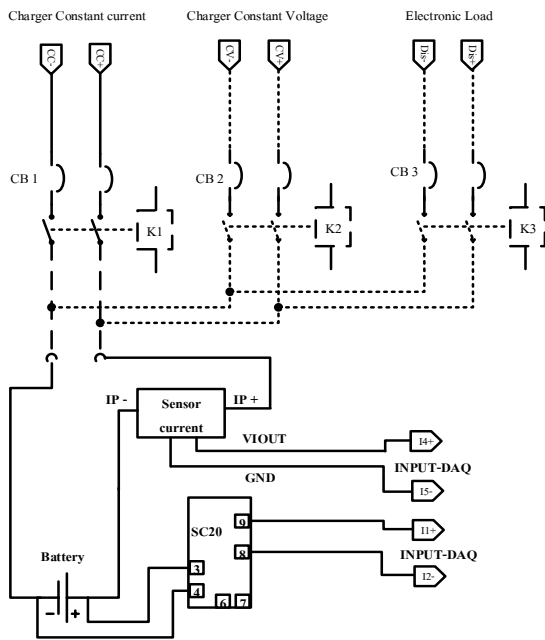 Charger Constant current
Charger Constant Voltage
Electronic Load
CC-
CC+
CV-
CV+
Dis-
Dis+
CB 1
CB 2
CB 3
K1
K2
K3
IP -
Sensor
current
IP +
VIOUT
I4+
INPUT-DAQ
GND
I5-
SC20
9
I1+
INPUT-DAQ
8
I2-
Battery
3
4
6
7
- +